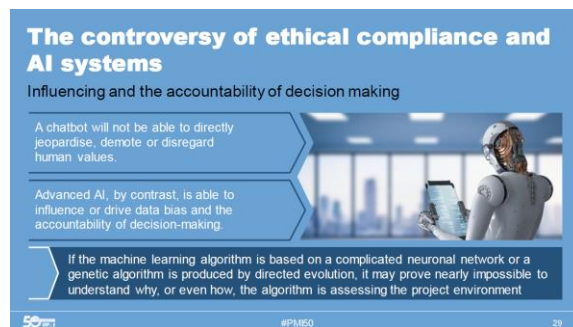 The controversy of ethical compliance and
AI systems
Influencing and the accountability of decision making
A chatbot will not be able to directly
jeopardise, demote or disregard
human values.
Advanced AI, by contrast, is able to
influence or drive data bias and the
accountability of decision-making.
If the machine learning algorithm is based on a complicated neuronal network or a
genetic algorithm is produced by directed evolution, it may prove nearly impossible to
understand why, or even how, the algorithm is assessing the project environment
#PMI50
29